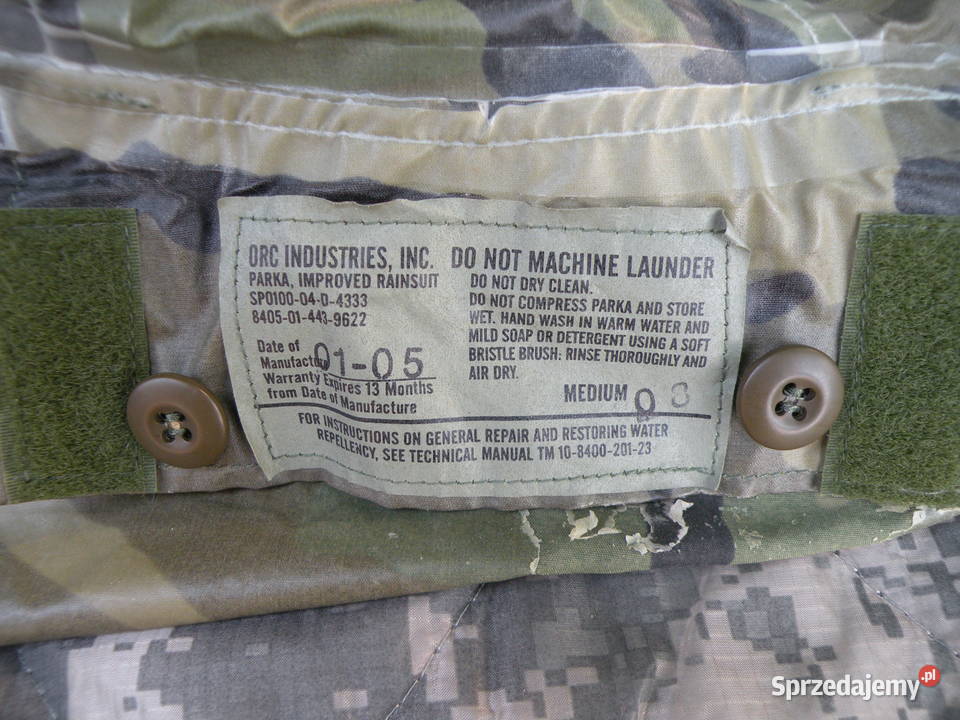 ORC INDUSTRIES, INC.
PARKA, IMPROVED RAINSUIT
SP0100-04-D-4333
8405-01-443-9622
Date of
Manufacture 01-05
Warranty Expires 13 Months
from Date of Manufacture
DO NOT MACHINE LAUNDER
DO NOT DRY CLEAN.
DO NOT COMPRESS PARKA AND STORE
WET. HAND WASH IN WARM WATER AND
MILD SOAP OR DETERGENT USING A SOFT
BRISTLE BRUSH: RINSE THOROUGHLY AND
AIR DRY.
MEDIUM 08
FOR INSTRUCTIONS ON GENERAL REPAIR AND RESTORING WATER
REPELLENCY, SEE TECHNICAL MANUAL TM 10-8400-201-23
Sprzedajemy.pl